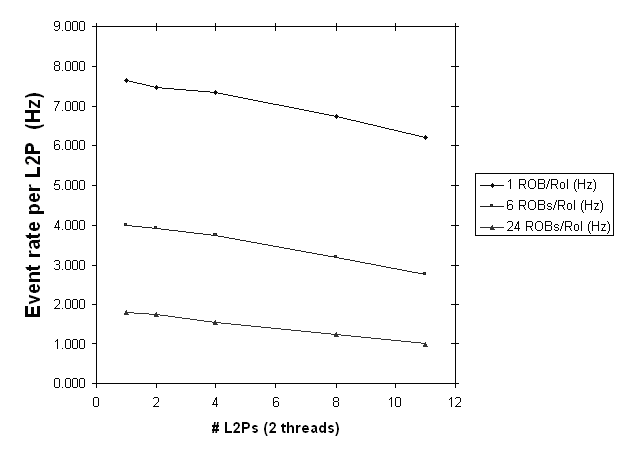 9.000
8.000
7.000
6.000
5.000
4.000
3.000
2.000
1.000
0.000
Event rate per L2P (Hz)
0 2 4 6 8 10 12
# L2Ps (2 threads)
1 ROB/RoI (Hz)
6 ROBs/RoI (Hz)
24 ROBs/RoI (Hz)